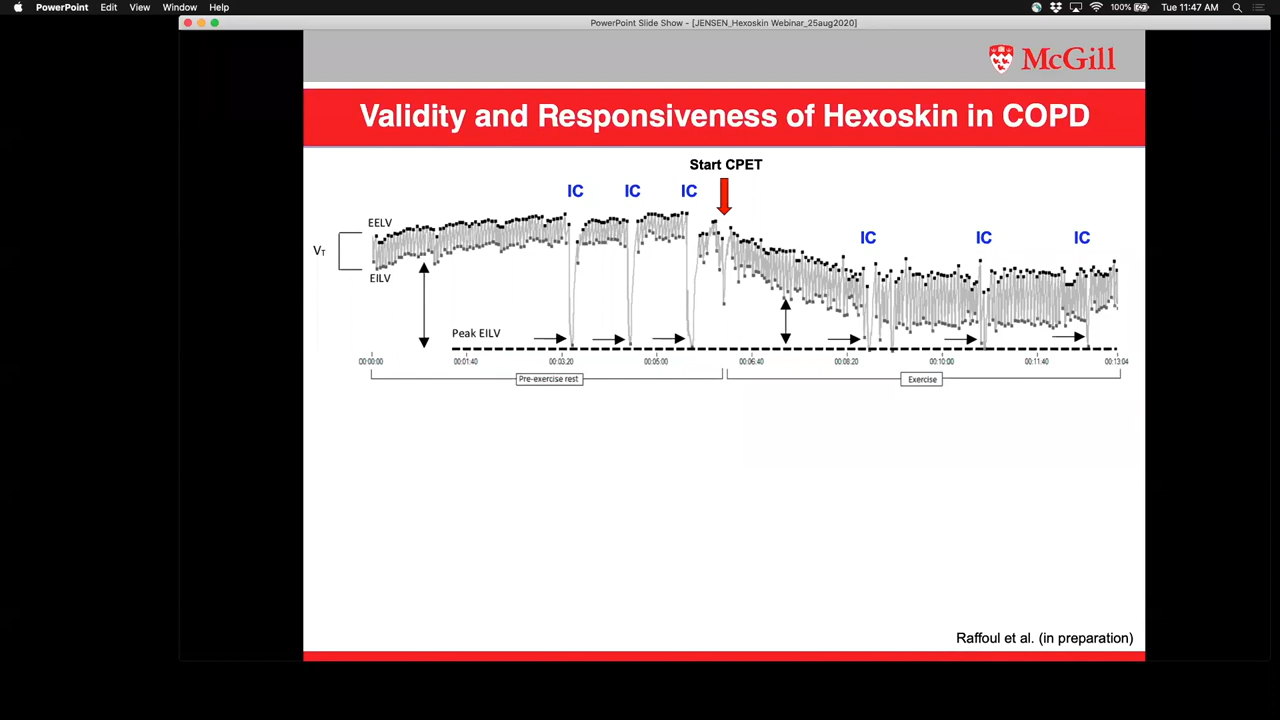 PowerPoint Edit View Window Help 100% Tue 11:47 AM
PowerPoint Slide Show - [JENSEN_Hexoskin Webinar_25aug2020]
McGill
Validity and Responsiveness of Hexoskin in COPD
Start CPET
IC IC IC
EELV
IC IC IC
VT
EILV
Peak EILV
00:00:00 00:01:40 00:03:20 00:05:00 00:06:40 00:08:20 00:10:00 00:11:40 00:13:04
Pre-exercise rest Exercise
Raffoul et al. (in preparation)